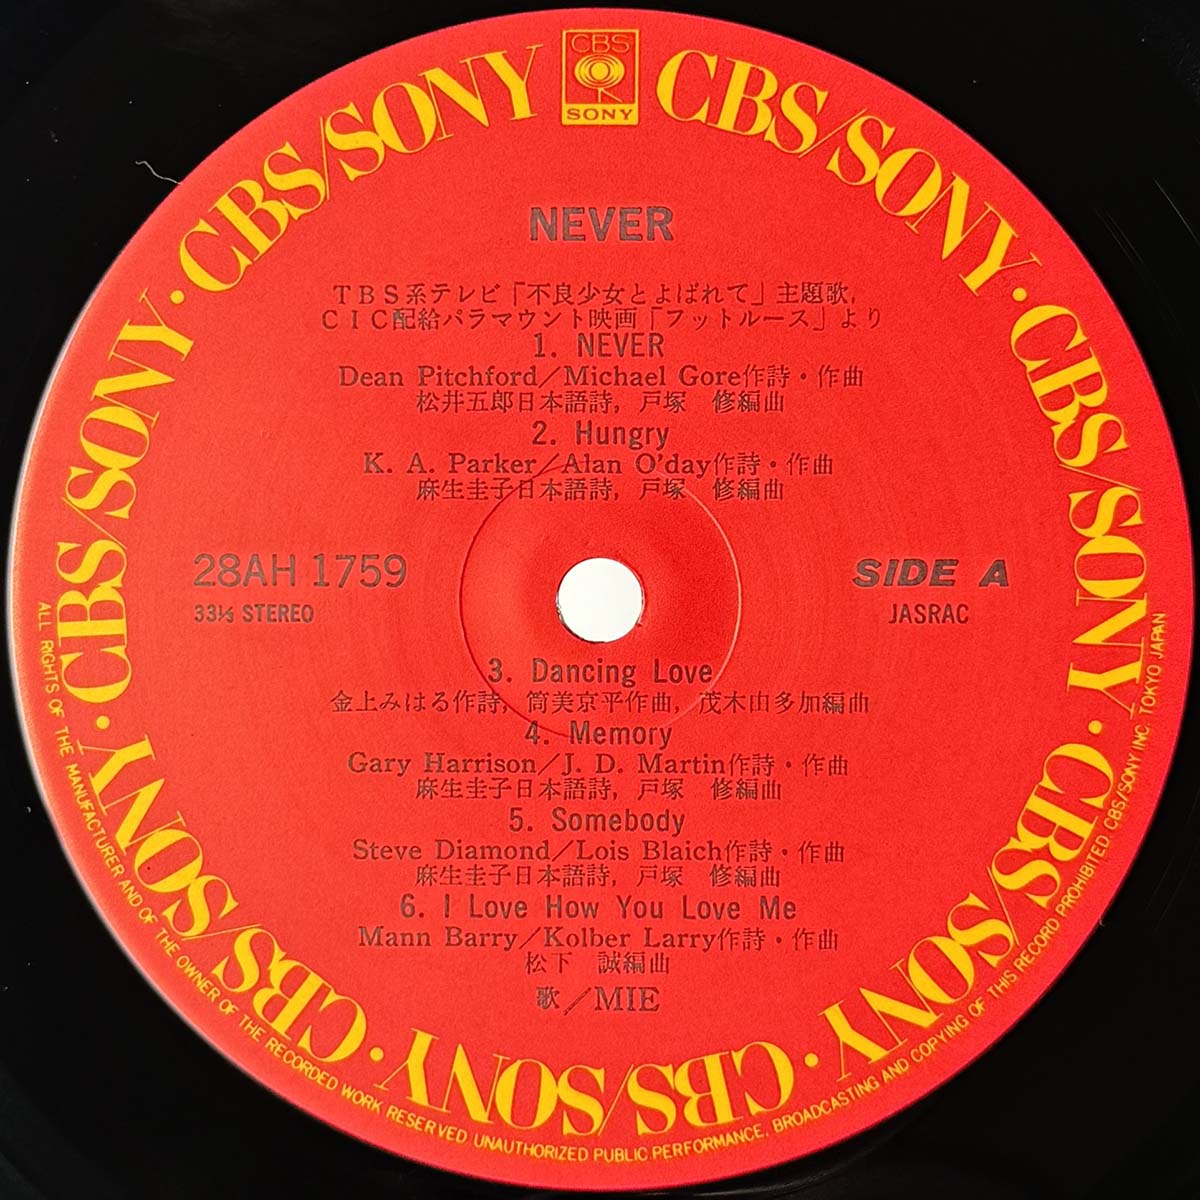 CBS
SONY
CBS/SONY · CBS/SONY · CBS/SONY · CBS/SONY · CBS/SONY · CBS/SONY · CBS/SONY · CBS/SONY
NEVER
TBS系テレビ「不良少女とよばれて」主題歌,
CIC配給パラマウント映画「フットルース」より
1. NEVER
Dean Pitchford/Michael Gore作詩・作曲
松井五郎日本語詩, 戸塚 修編曲
2. Hungry
K. A. Parker/Alan O'day作詩・作曲
麻生圭子日本語詩, 戸塚 修編曲
28AH 1759
33⅓ STEREO
SIDE A
JASRAC
3. Dancing Love
金上みはる作詩, 筒美京平作曲, 茂木由多加編曲
4. Memory
Gary Harrison/J. D. Martin作詩・作曲
麻生圭子日本語詩, 戸塚 修編曲
5. Somebody
Steve Diamond/Lois Blaich作詩・作曲
麻生圭子日本語詩, 戸塚 修編曲
6. I Love How You Love Me
Mann Barry/Kolber Larry作詩・作曲
松下 誠編曲
歌/MIE
ALL RIGHTS OF THE MANUFACTURER AND OF THE OWNER OF THE RECORDED WORK RESERVED UNAUTHORIZED PUBLIC PERFORMANCE. BROADCASTING AND COPYING OF THIS RECORD PROHIBITED CBS/SONY INC. TOKYO JAPAN